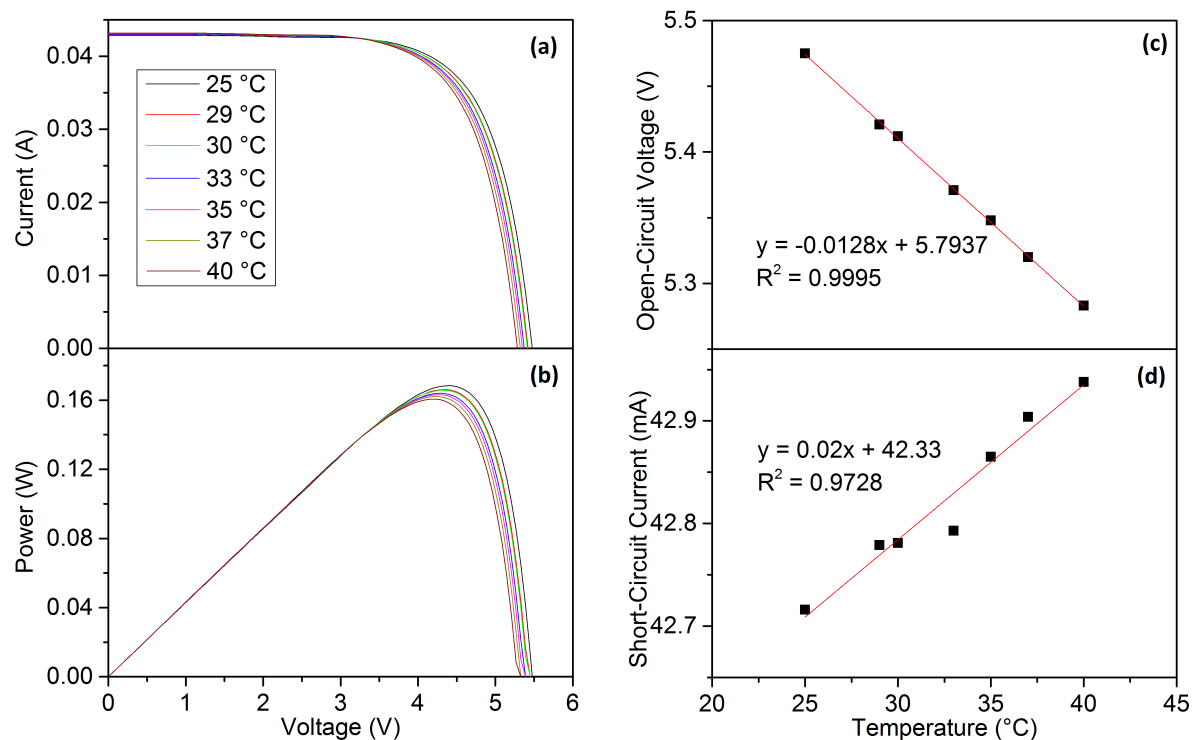 (a)
0.04
0.03
0.02
0.01
0.00
Current (A)
25 °C
29 °C
30 °C
33 °C
35 °C
37 °C
40 °C
(b)
0.16
0.12
0.08
0.04
0.00
Power (W)
0 1 2 3 4 5 6
Voltage (V)
(c)
5.5
5.4
5.3
Open-Circuit Voltage (V)
y = -0.0128x + 5.7937
R² = 0.9995
(d)
42.9
42.8
42.7
Short-Circuit Current (mA)
y = 0.02x + 42.33
R² = 0.9728
20 25 30 35 40 45
Temperature (°C)